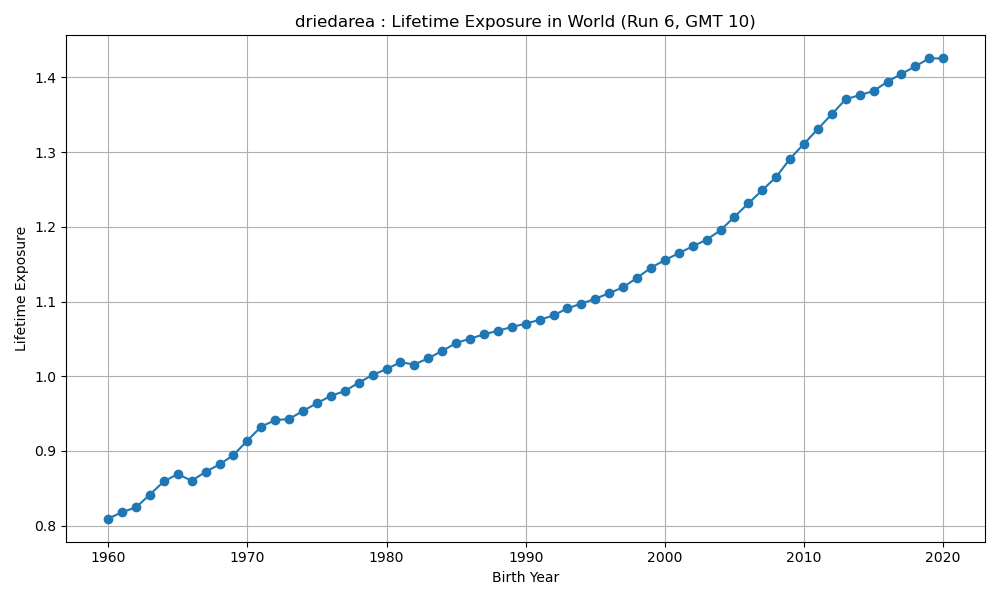 driedarea : Lifetime Exposure in World (Run 6, GMT 10)
Lifetime Exposure
1.4
1.3
1.2
1.1
1.0
0.9
0.8
1960 1970 1980 1990 2000 2010 2020
Birth Year